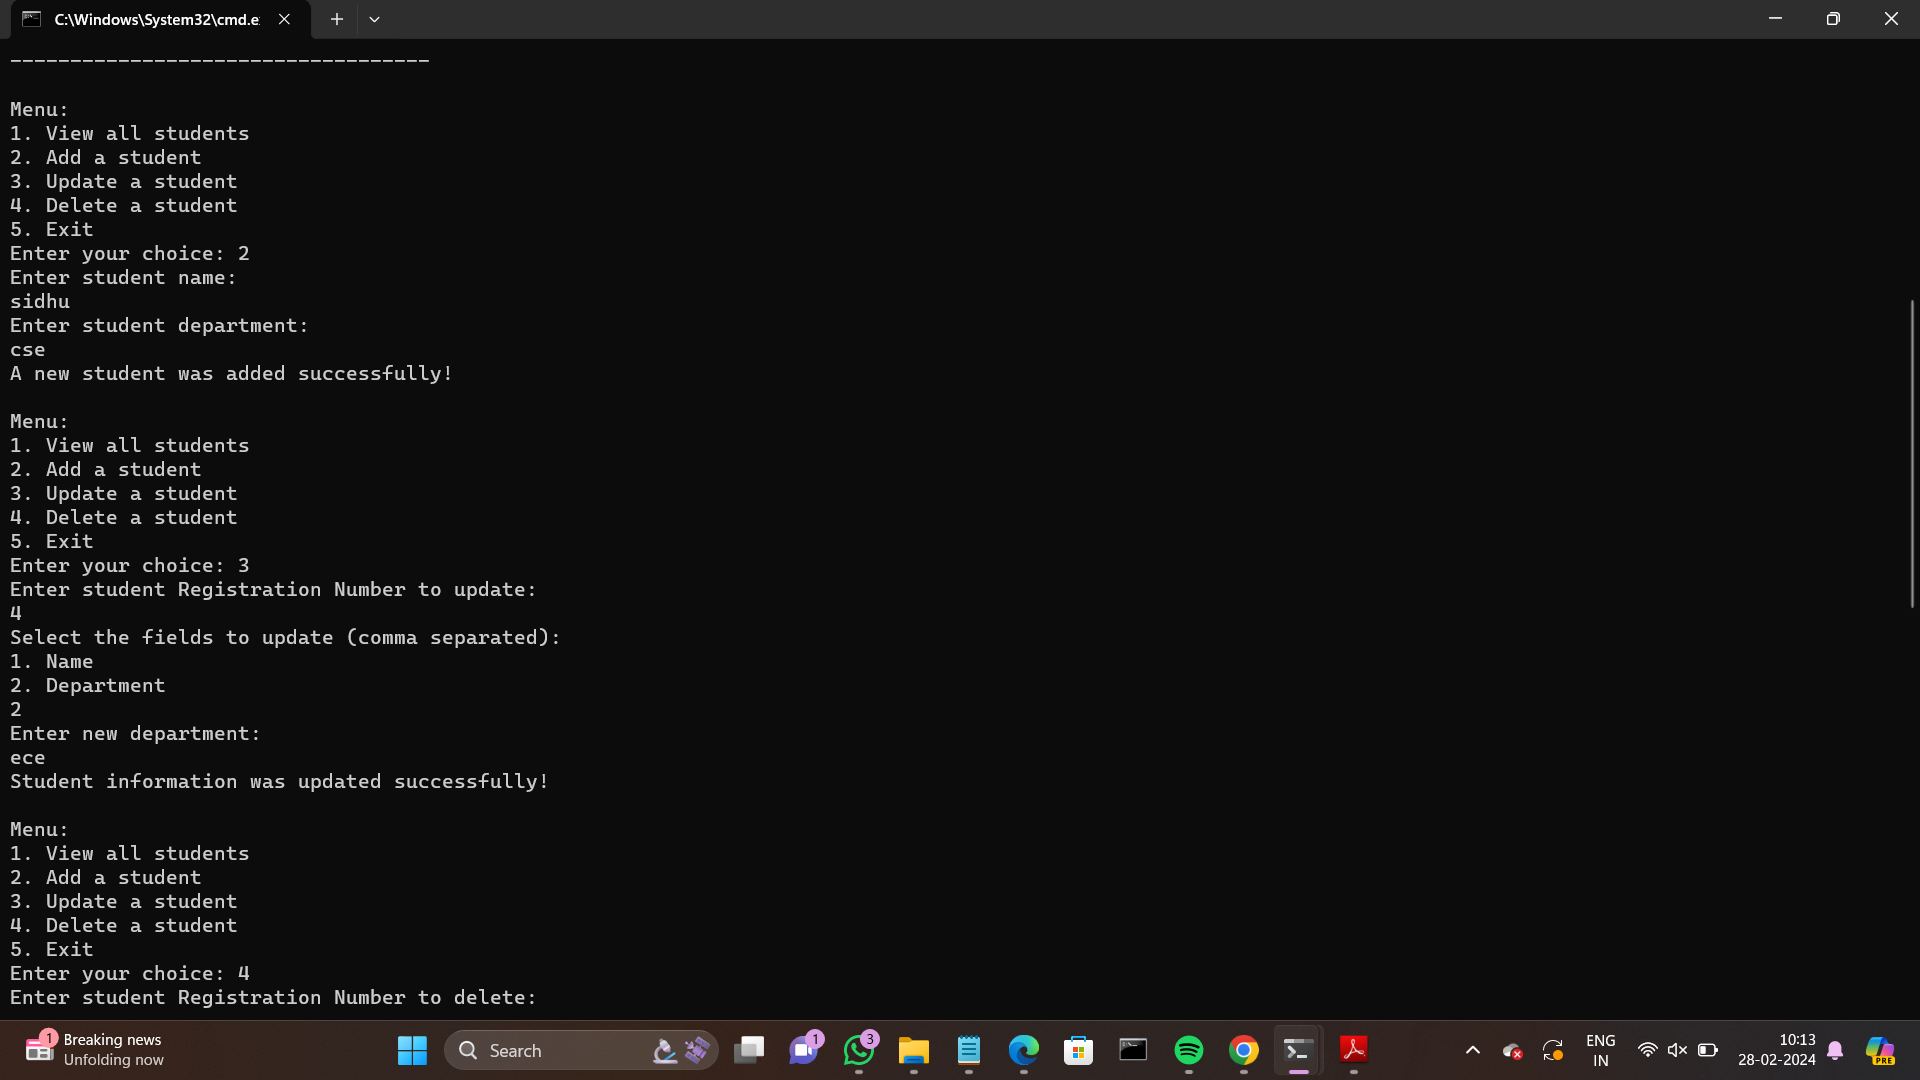 C:\Windows\System32\cmd.e
-----------------------------------
Menu:
1. View all students
2. Add a student
3. Update a student
4. Delete a student
5. Exit
Enter your choice: 2
Enter student name:
sidhu
Enter student department:
cse
A new student was added successfully!
Menu:
1. View all students
2. Add a student
3. Update a student
4. Delete a student
5. Exit
Enter your choice: 3
Enter student Registration Number to update:
4
Select the fields to update (comma separated):
1. Name
2. Department
2
Enter new department:
ece
Student information was updated successfully!
Menu:
1. View all students
2. Add a student
3. Update a student
4. Delete a student
5. Exit
Enter your choice: 4
Enter student Registration Number to delete:
1
Breaking news
Unfolding now
Search
1
3
ENG
IN
10:13
28-02-2024
PRE